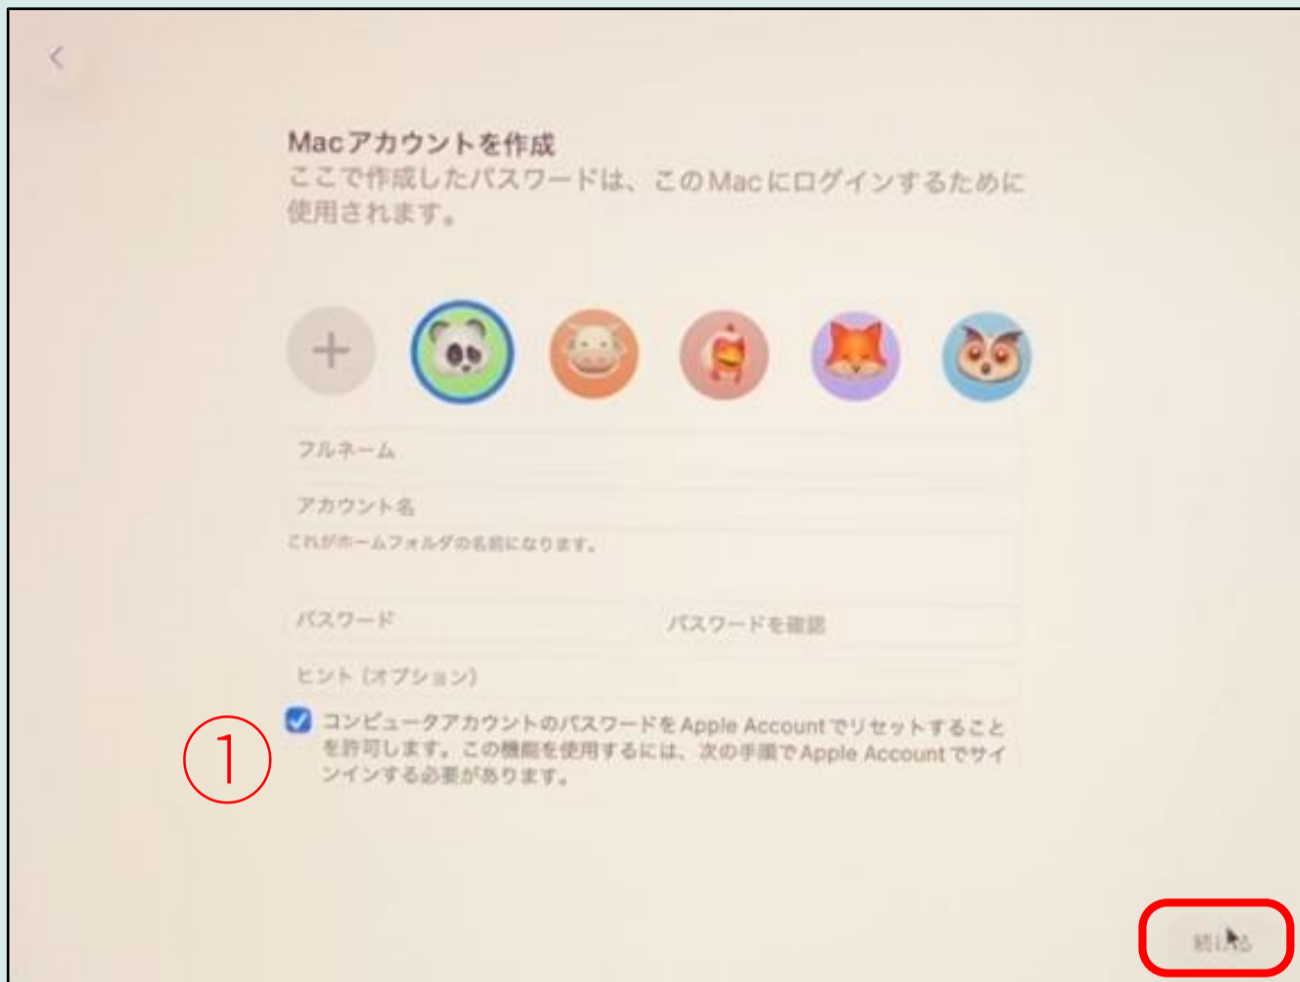 Macアカウントを作成
ここで作成したパスワードは、このMacにログインするために
使用されます。
フルネーム
アカウント名
これがホームフォルダの名前になります。
パスワード
パスワードを確認
ヒント（オプション）
コンピュータアカウントのパスワードをApple Accountでリセットすること
を許可します。この機能を使用するには、次の手順でApple Accountでサイ
ンインする必要があります。
①
続ける